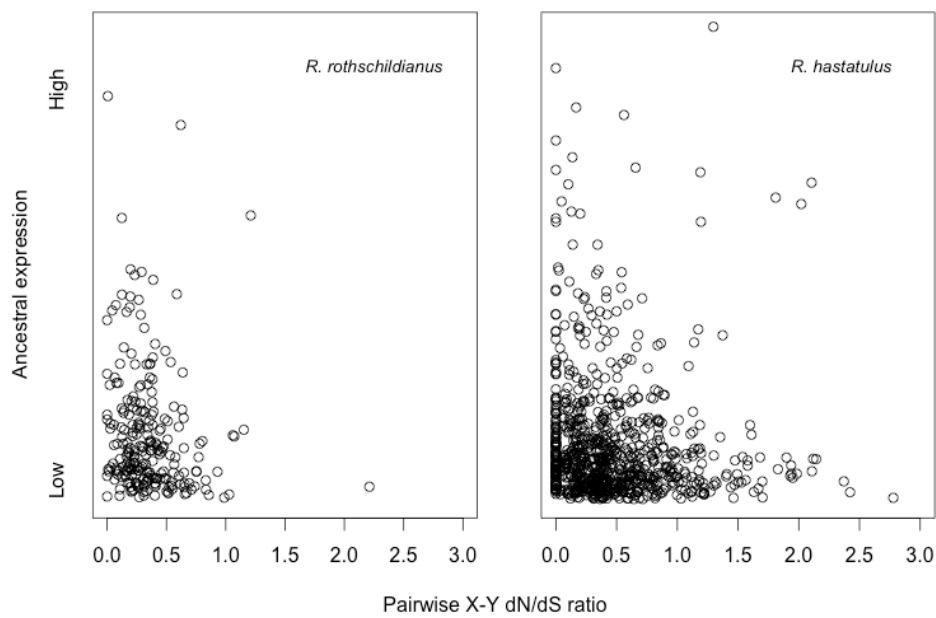 R. rothschildianus
R. hastatulus
High
Ancestral expression
Low
0.0 0.5 1.0 1.5 2.0 2.5 3.0
0.0 0.5 1.0 1.5 2.0 2.5 3.0
Pairwise X-Y dN/dS ratio